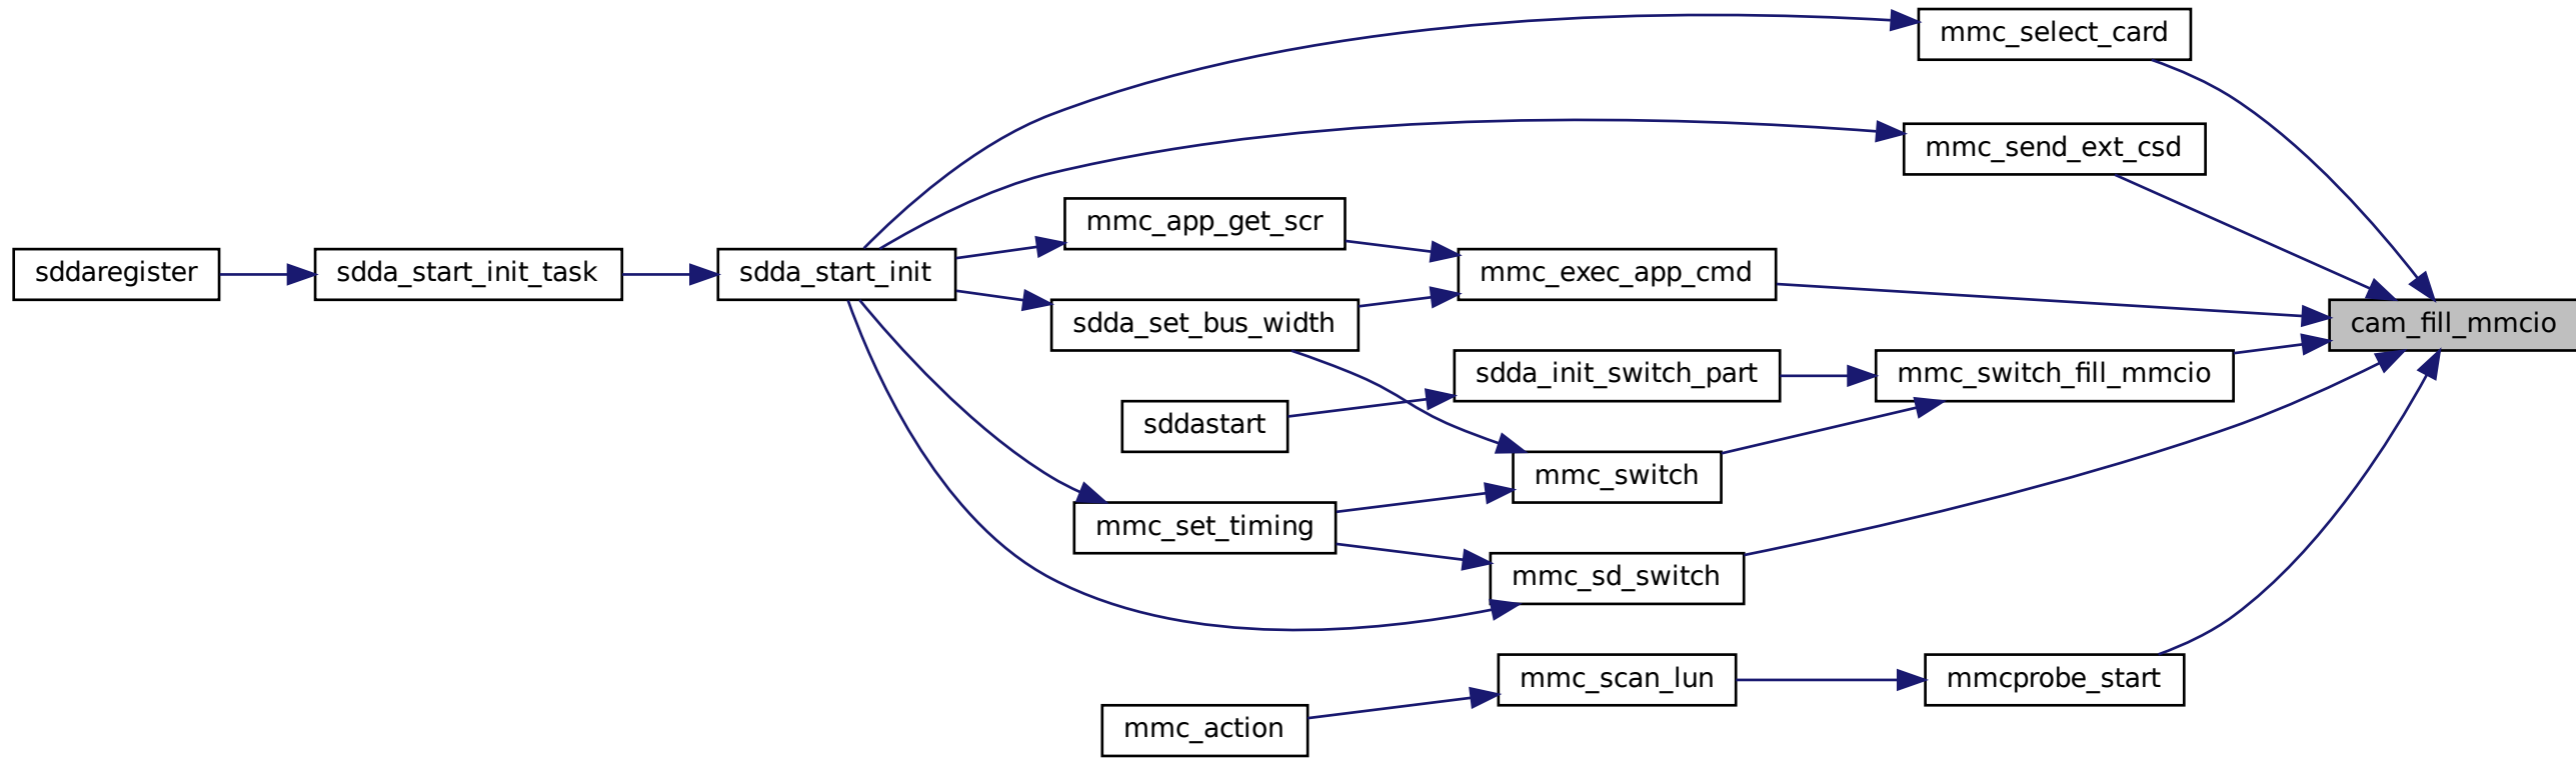 mmc_select_card
mmc_send_ext_csd
mmc_app_get_scr
sddaregister
sdda_start_init_task
sdda_start_init
mmc_exec_app_cmd
sdda_set_bus_width
cam_fill_mmcio
sdda_init_switch_part
mmc_switch_fill_mmcio
sddastart
mmc_switch
mmc_set_timing
mmc_sd_switch
mmc_scan_lun
mmcprobe_start
mmc_action